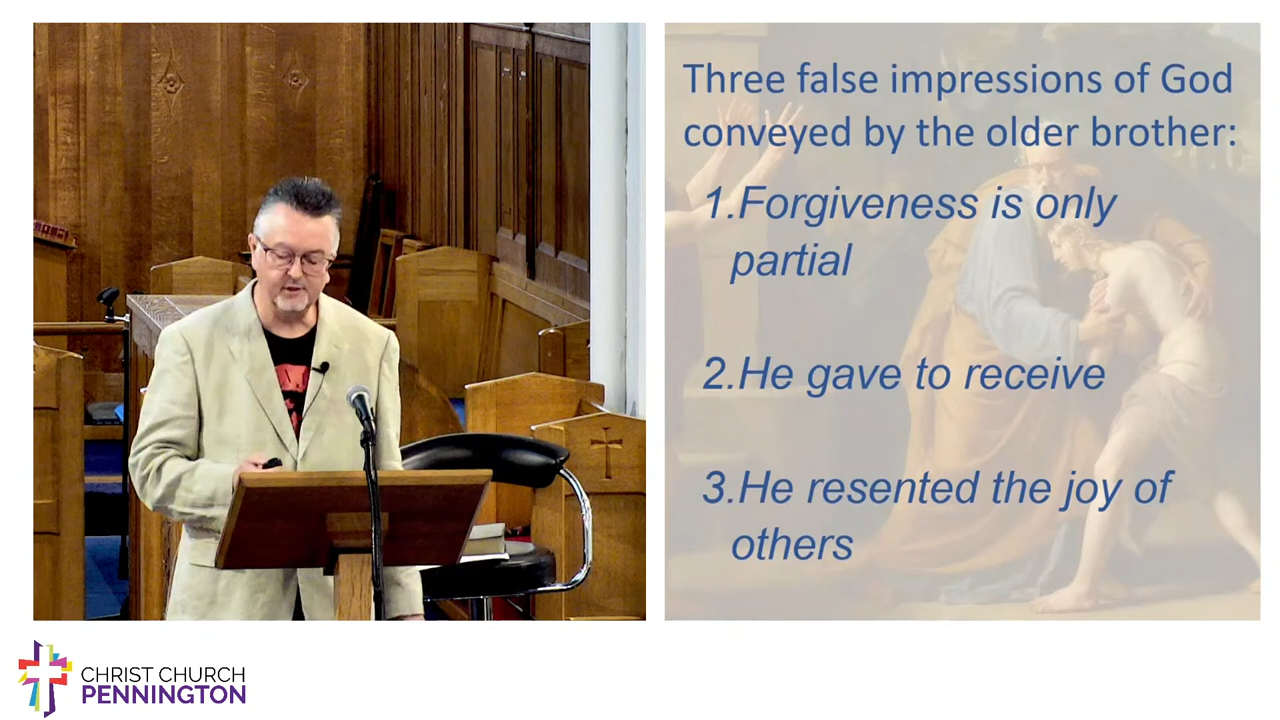 Three false impressions of God
conveyed by the older brother:
1.Forgiveness is only
partial
2.He gave to receive
3.He resented the joy of
others
CHRIST CHURCH
PENNINGTON